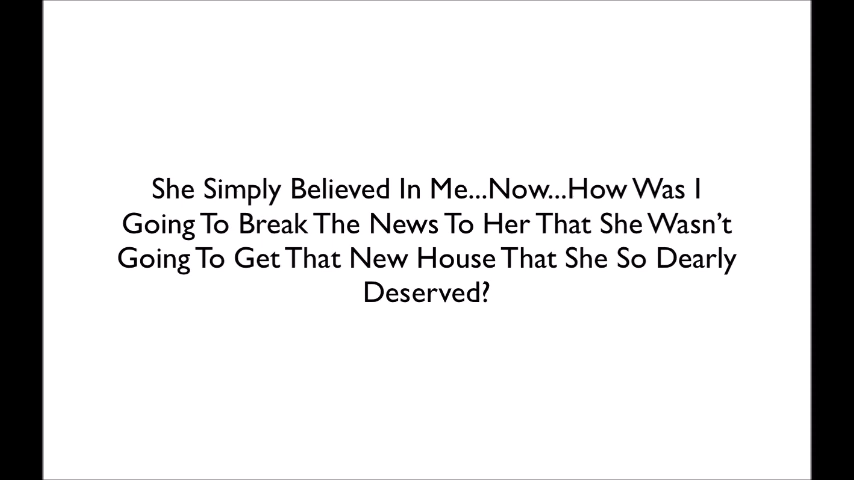 She Simply Believed In Me...Now...How Was I
Going To Break The News To Her That She Wasn’t
Going To Get That New House That She So Dearly
Deserved?